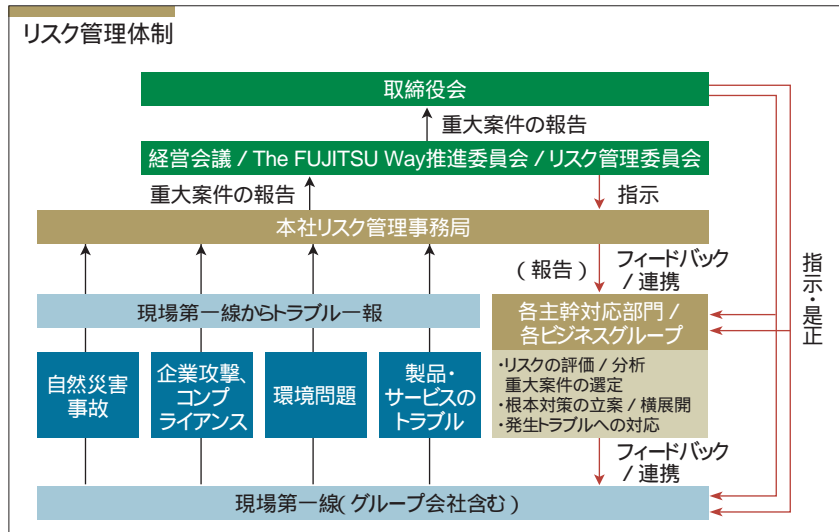 リスク管理体制
取締役会
重大案件の報告
経営会議 / The FUJITSU Way推進委員会 / リスク管理委員会
重大案件の報告
指示
本社リスク管理事務局
(報告)
フィードバック
/ 連携
指示・是正
現場第一線からトラブル一報
各主幹対応部門 /
各ビジネスグループ
自然災害
事故
企業攻撃、
コンプ
ライアンス
環境問題
製品・
サービスの
トラブル
・リスクの評価 / 分析
重大案件の選定
・根本対策の立案 / 横展開
・発生トラブルへの対応
フィードバック
/ 連携
現場第一線(グループ会社含む)